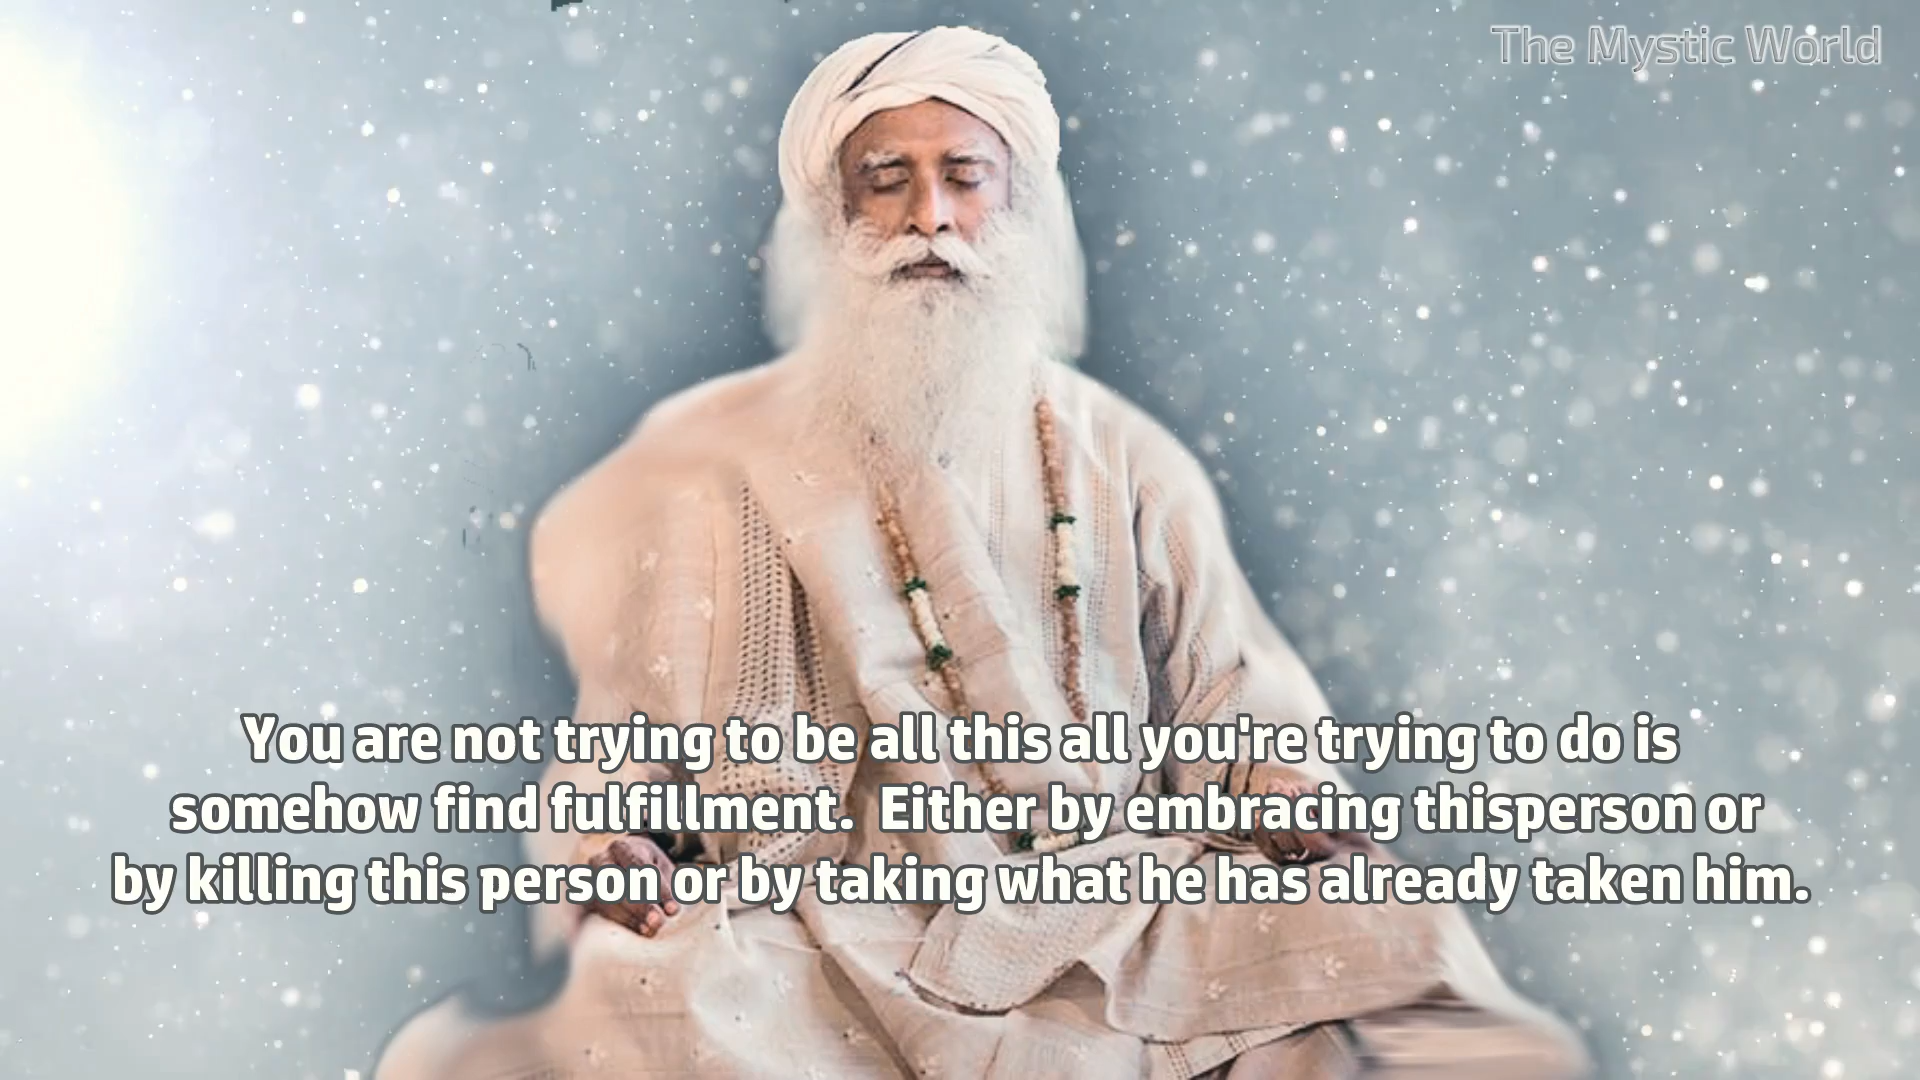 The Mystic World
You are not trying to be all this all you're trying to do is
somehow find fulfillment.  Either by embracing thisperson or
by killing this person or by taking what he has already taken him.